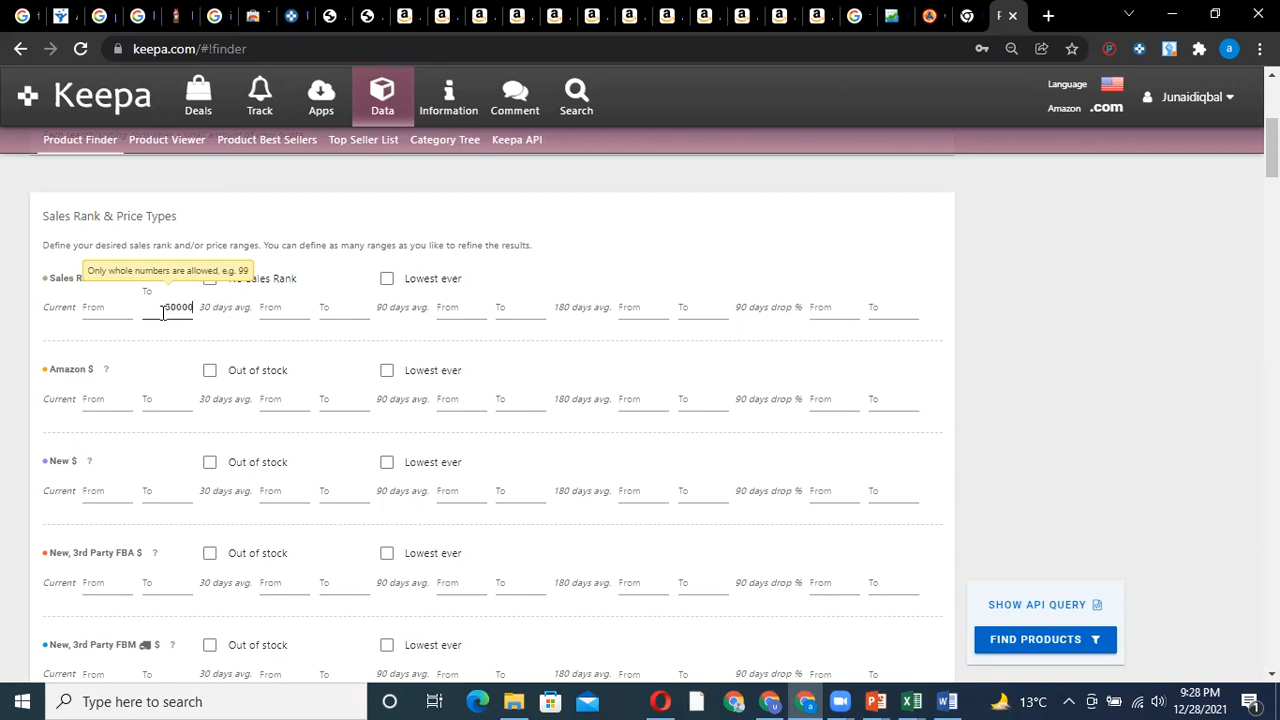 keepa.com/#!finder
P
a
Keepa
Deals
Track
Apps
Data
Information
Comment
Search
Language
Amazon .com
Junaidiqbal
Product Finder Product Viewer Product Best Sellers Top Seller List Category Tree Keepa API
Sales Rank & Price Types
Define your desired sales rank and/or price ranges. You can define as many ranges as you like to refine the results.
Only whole numbers are allowed, e.g. 99
Sales Rank Lowest ever
To
Current From 30 days avg. From To 90 days avg. From To 180 days avg. From To 90 days drop % From To
Amazon $ ? Out of stock Lowest ever
Current From To 30 days avg. From To 90 days avg. From To 180 days avg. From To 90 days drop % From To
New $ ? Out of stock Lowest ever
Current From To 30 days avg. From To 90 days avg. From To 180 days avg. From To 90 days drop % From To
New, 3rd Party FBA $ ? Out of stock Lowest ever
Current From To 30 days avg. From To 90 days avg. From To 180 days avg. From To 90 days drop % From To
New, 3rd Party FBM $ ? Out of stock Lowest ever
Current From To 30 days avg. From To 90 days avg. From To 180 days avg. From To 90 days drop % From To
SHOW API QUERY
FIND PRODUCTS
Type here to search
13°C
9:28 PM
12/28/2021